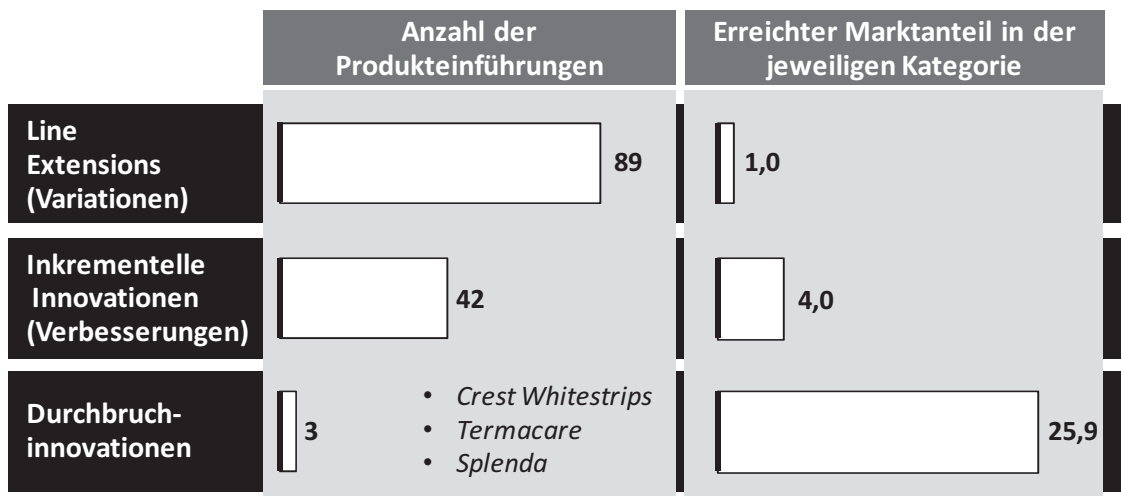 Anzahl der
Produkteinführungen
Erreichter Marktanteil in der
jeweiligen Kategorie
Line
Extensions
(Variationen)
89
1,0
Inkrementelle
Innovationen
(Verbesserungen)
42
4,0
Durchbruch-
innovationen
3
• Crest Whitestrips
• Termacare
• Splenda
25,9